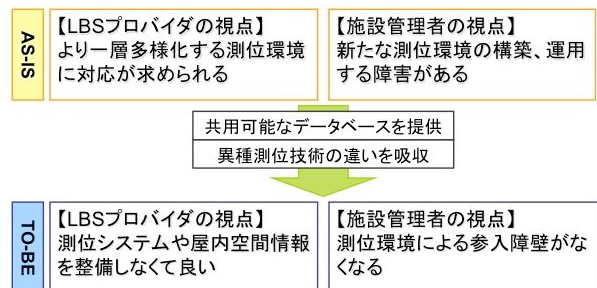 AS-IS
【LBSプロバイダの視点】
より一層多様化する測位環境
に対応が求められる
【施設管理者の視点】
新たな測位環境の構築、運用
する障害がある
共用可能なデータベースを提供
異種測位技術の違いを吸収
TO-BE
【LBSプロバイダの視点】
測位システムや屋内空間情報
を整備しなくて良い
【施設管理者の視点】
測位環境による参入障壁がな
くなる